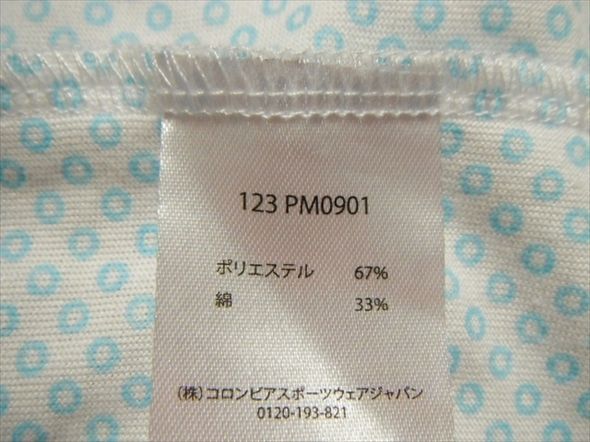 123 PM0901
ポリエステル 67%
綿 33%
(株)コロンビアスポーツウェアジャパン
0120-193-821